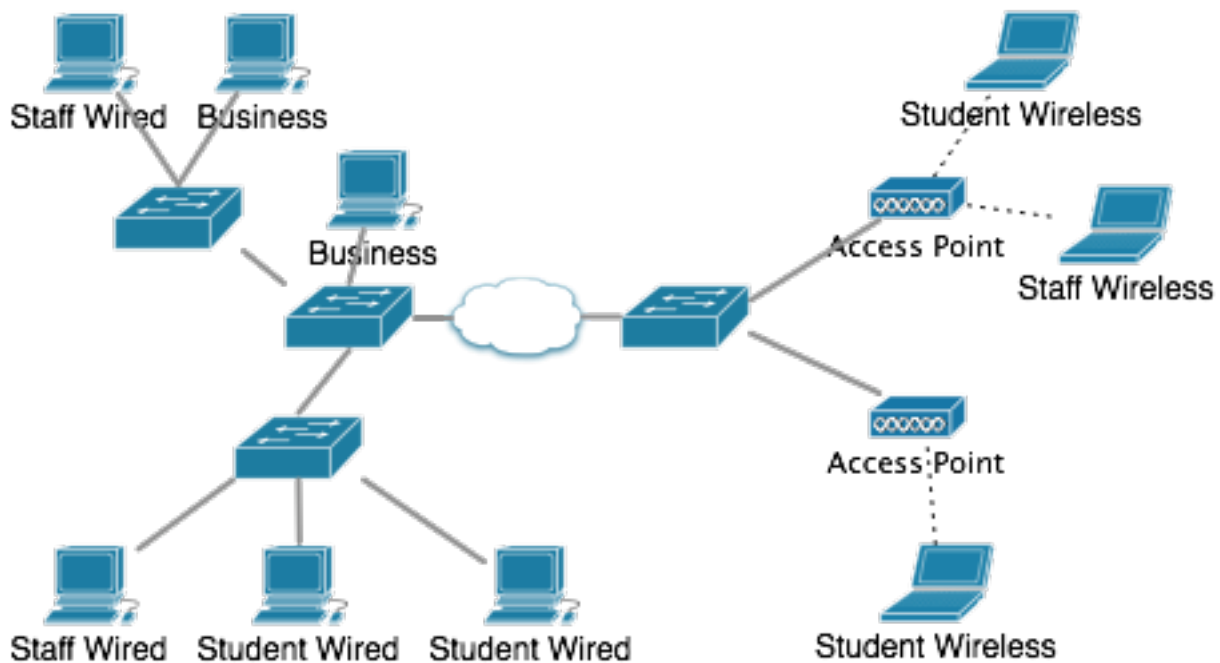 Staff Wired
Business
Student Wireless
Business
Access Point
Staff Wireless
Access Point
Staff Wired
Student Wired
Student Wired
Student Wireless